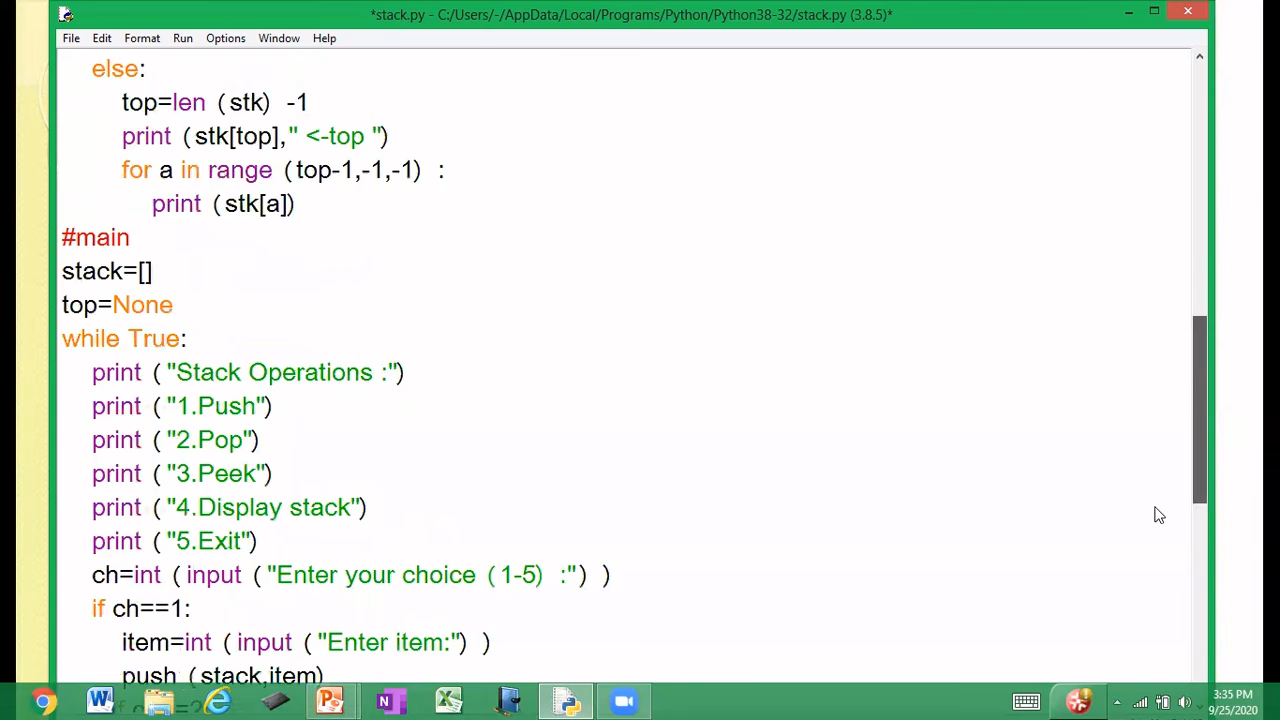 *stack.py - C:/Users/-/AppData/Local/Programs/Python/Python38-32/stack.py (3.8.5)*
File Edit Format Run Options Window Help
else:
top=len (stk) -1
print (stk[top]," <-top ")
for a in range (top-1,-1,-1) :
print (stk[a])
#main
stack=[]
top=None
while True:
print ("Stack Operations :")
print ("1.Push")
print ("2.Pop")
print ("3.Peek")
print ("4.Display stack")
print ("5.Exit")
ch=int (input ("Enter your choice (1-5) :") )
if ch==1:
item=int (input ("Enter item:") )
push (stack,item)
3:35 PM
9/25/2020